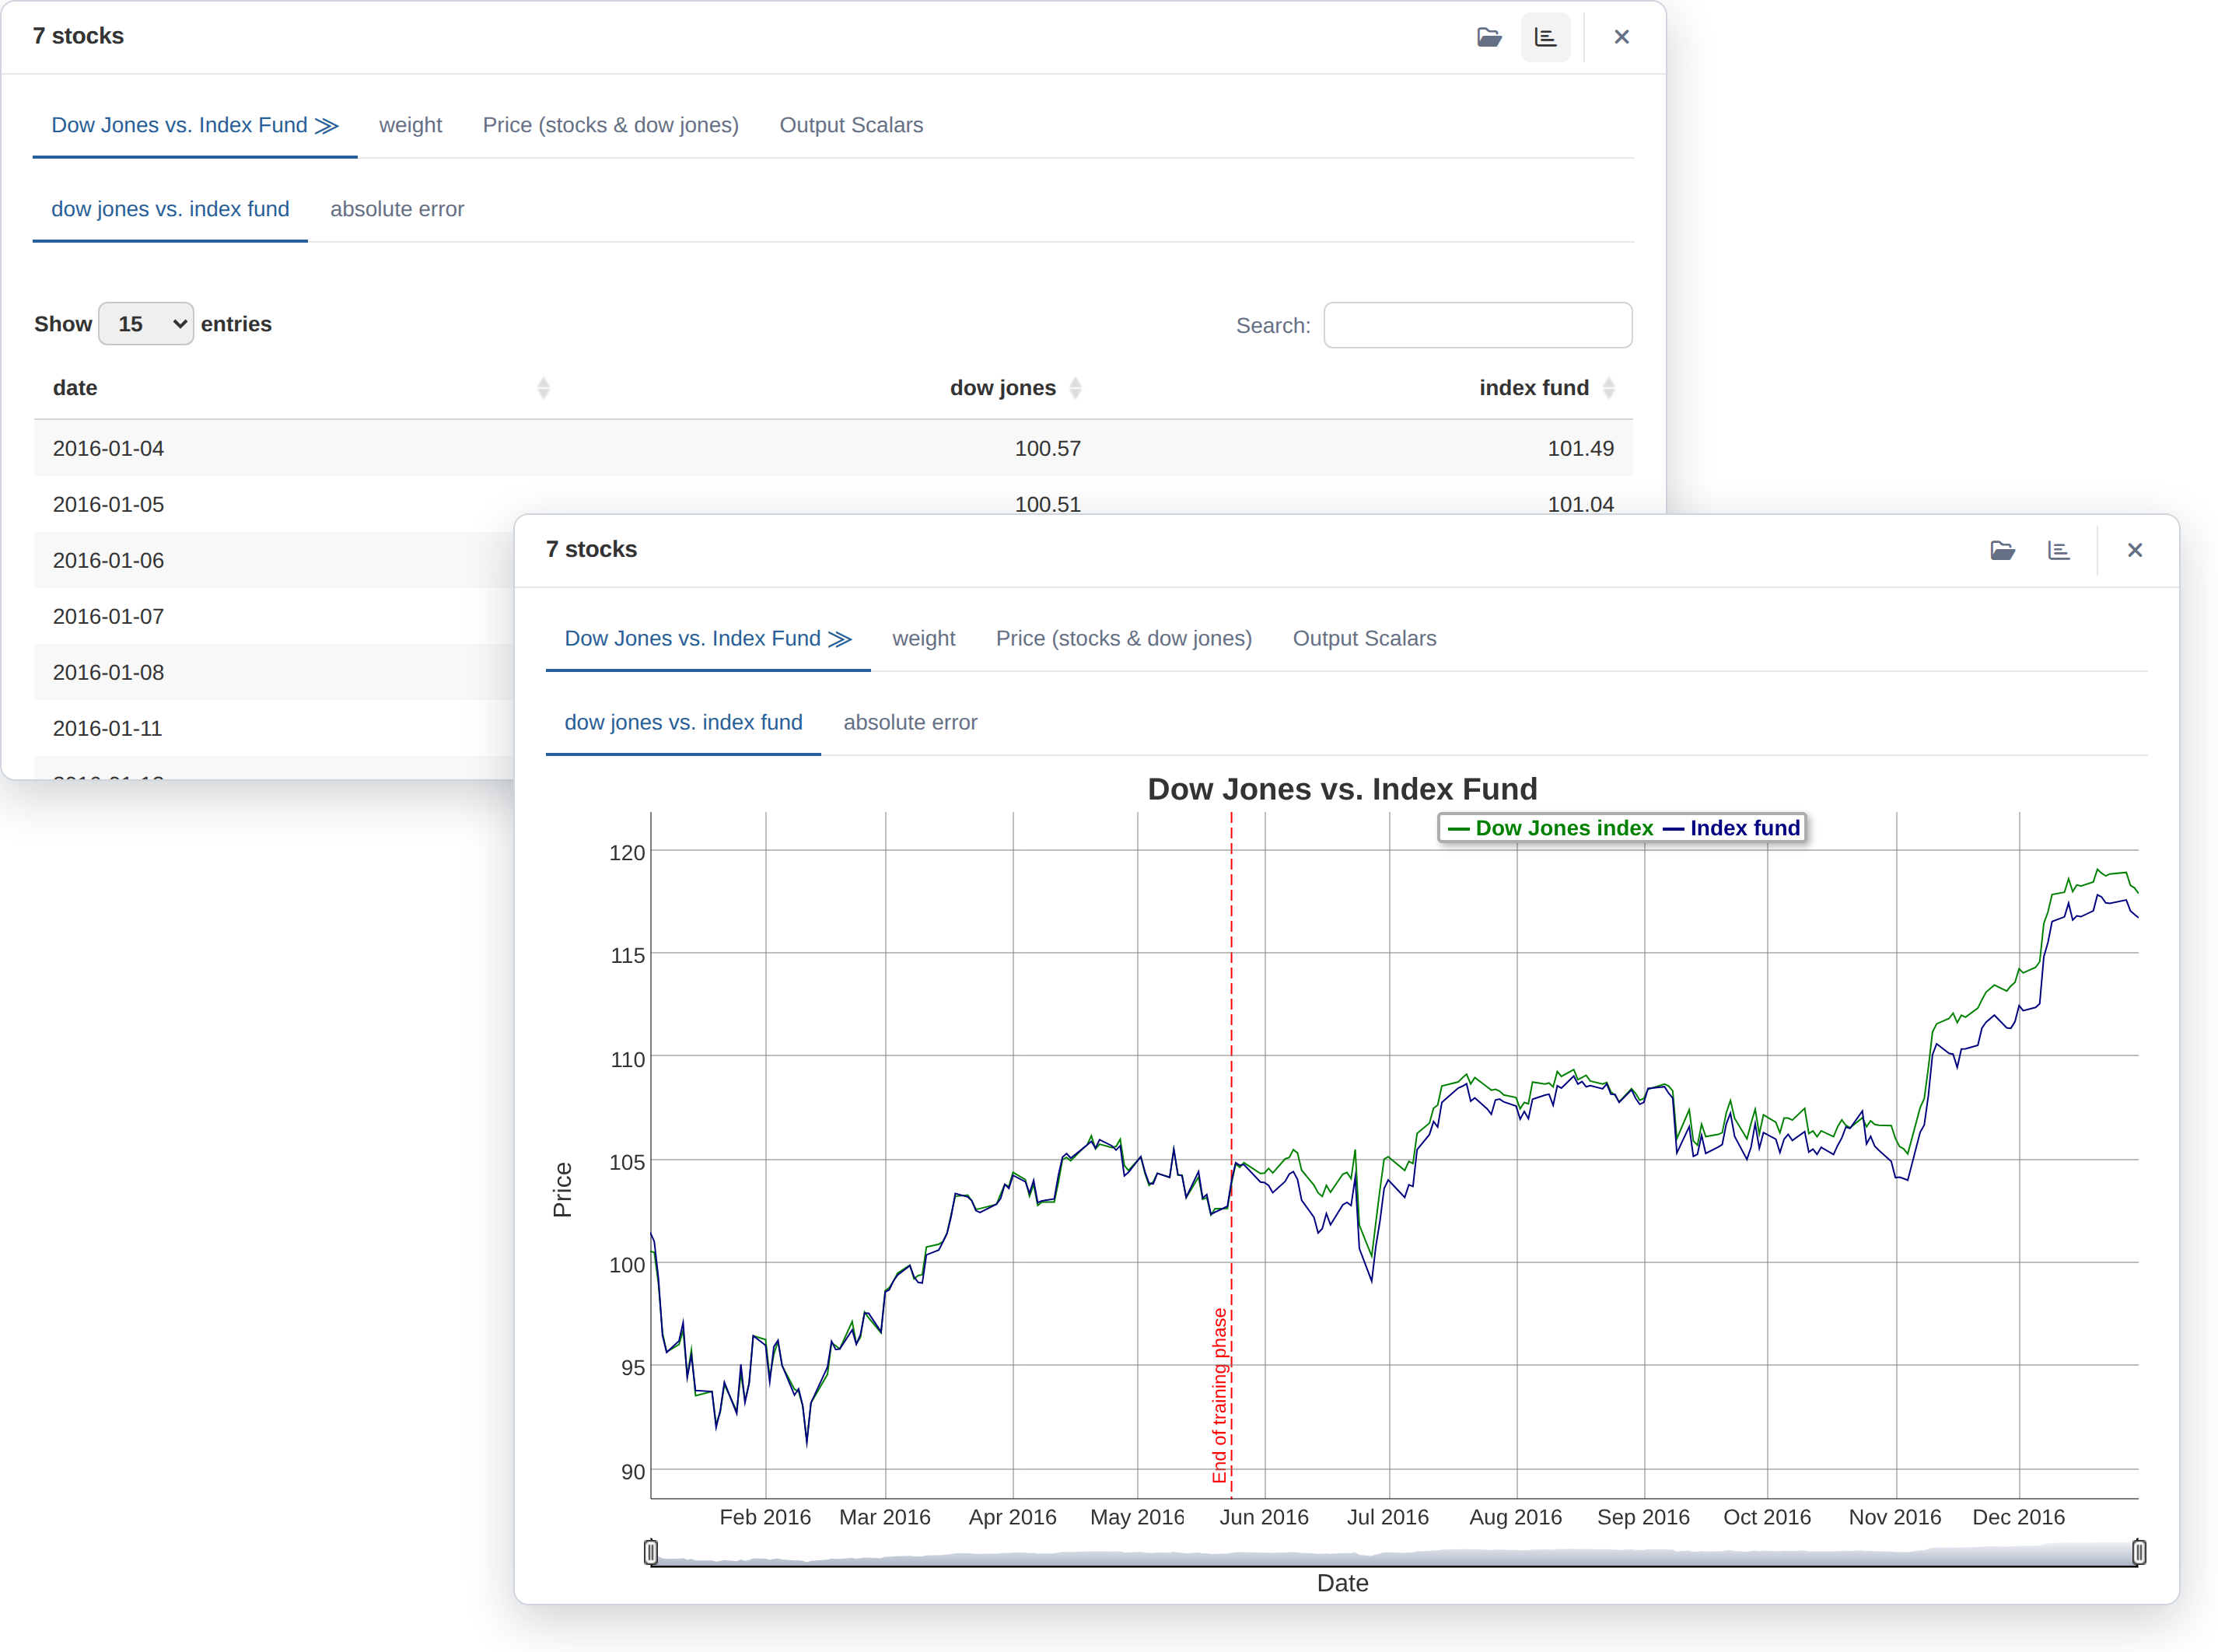 7 stocks
Dow Jones vs. Index Fund ≫ weight Price (stocks & dow jones) Output Scalars
dow jones vs. index fund absolute error
Show 15 entries Search:
date dow jones index fund
2016-01-04 100.57 101.49
2016-01-05 100.51 101.04
2016-01-06
2016-01-07
2016-01-08
2016-01-11
7 stocks
Dow Jones vs. Index Fund ≫ weight Price (stocks & dow jones) Output Scalars
dow jones vs. index fund absolute error
Dow Jones vs. Index Fund
Dow Jones index Index fund
120
115
110
105
100
95
90
Price
End of training phase
Feb 2016 Mar 2016 Apr 2016 May 2016 Jun 2016 Jul 2016 Aug 2016 Sep 2016 Oct 2016 Nov 2016 Dec 2016
Date